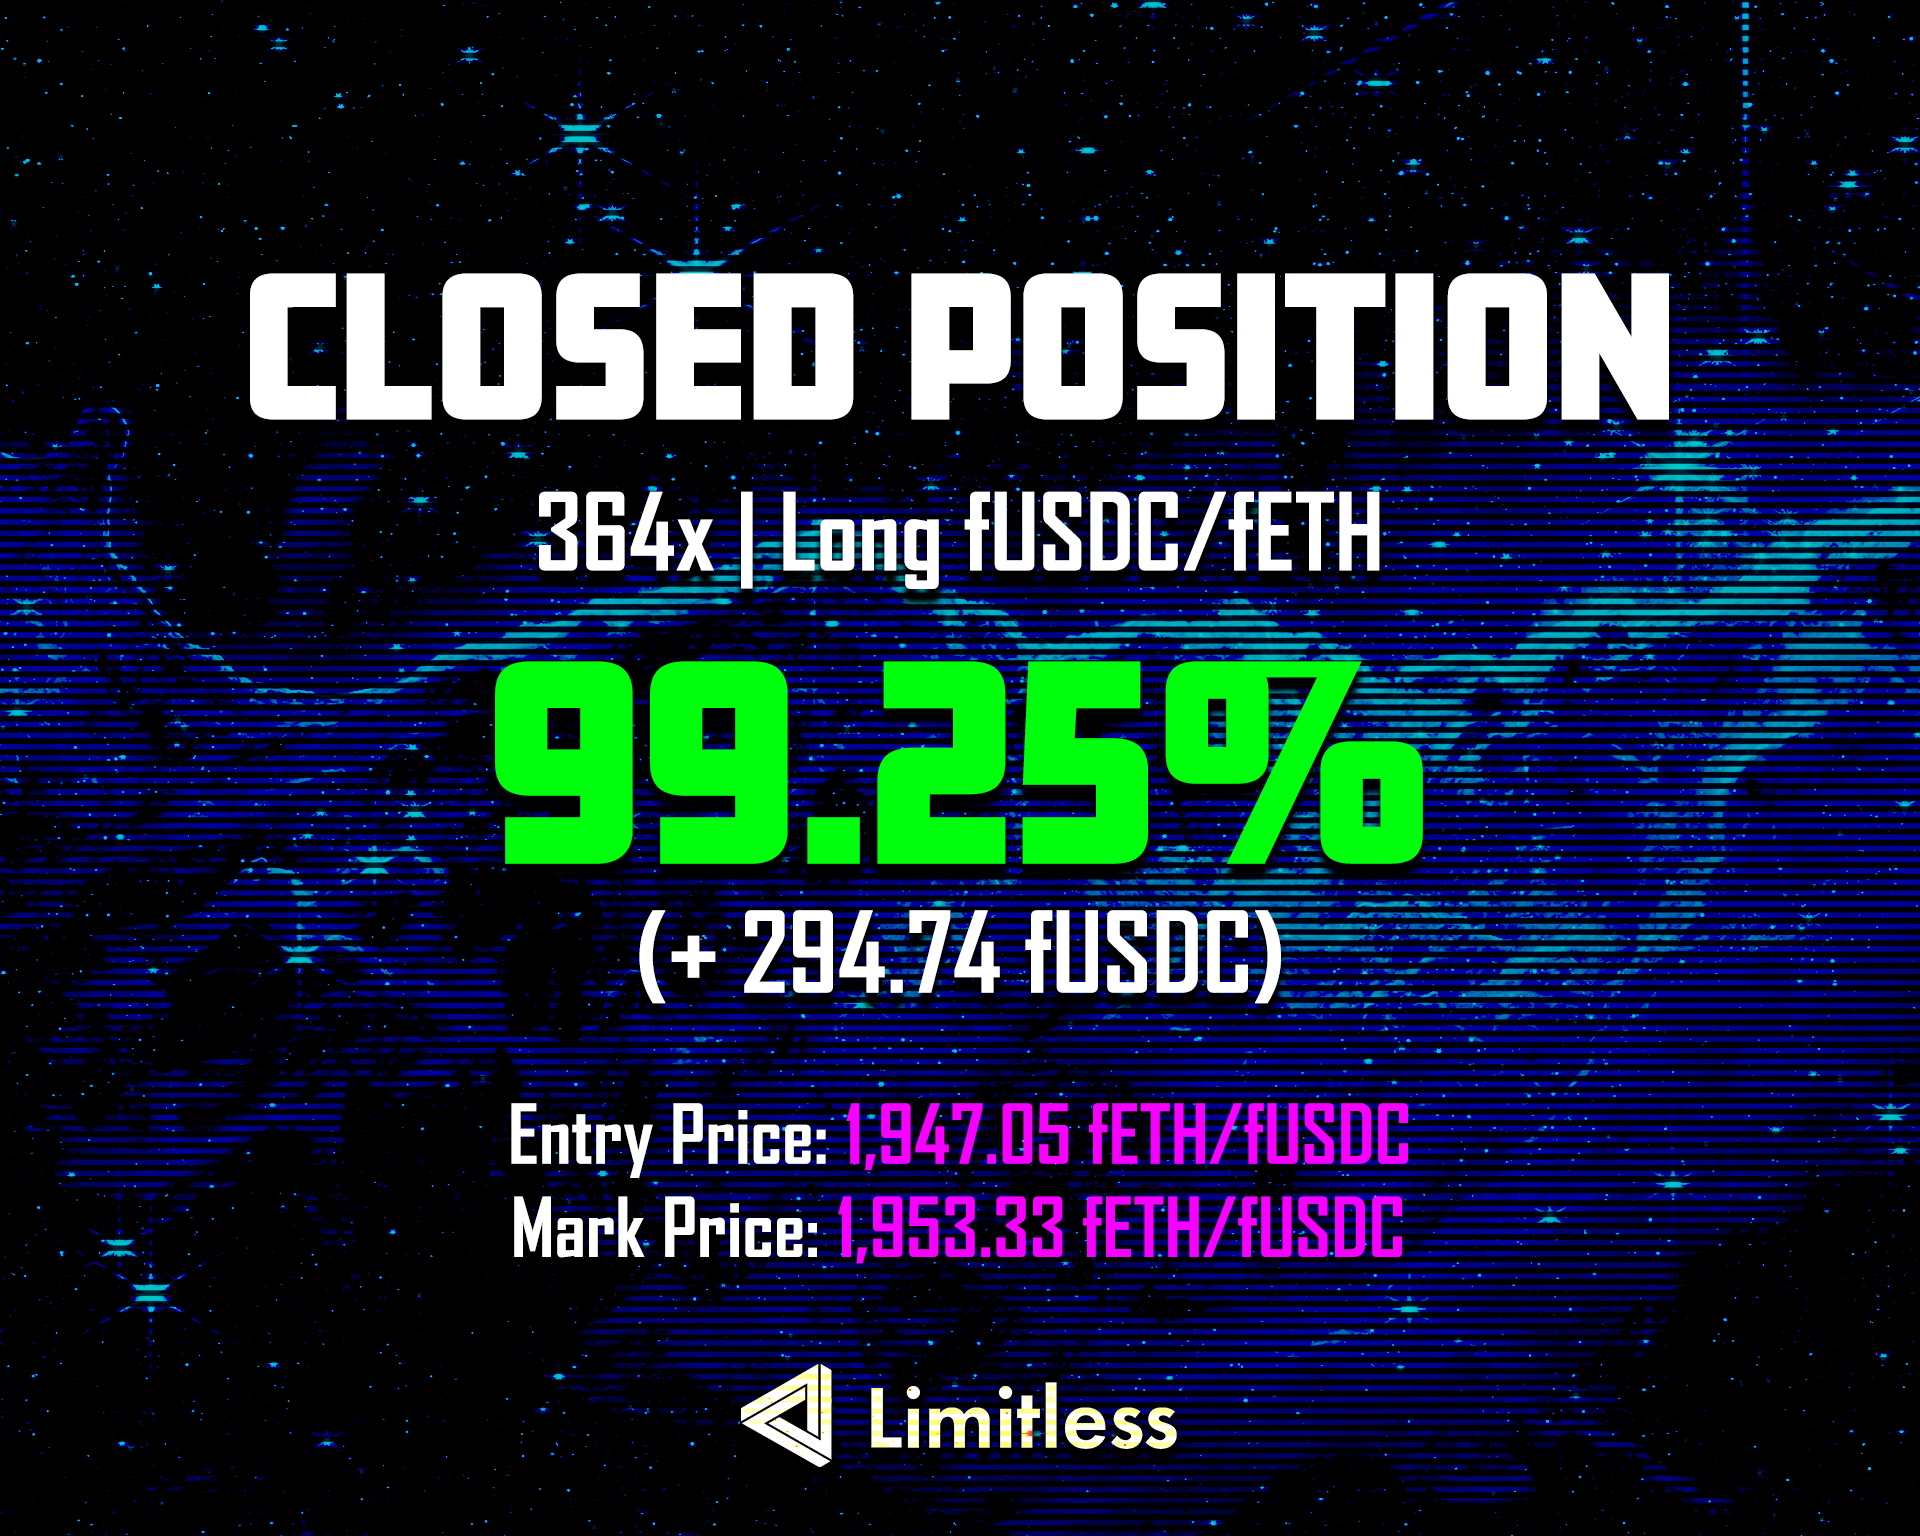 CLOSED POSITION
364x | Long fUSDC/fETH
99.25%
(+ 294.74 fUSDC)
Entry Price: 1,947.05 fETH/fUSDC
Mark Price: 1,953.33 fETH/fUSDC
Limitless